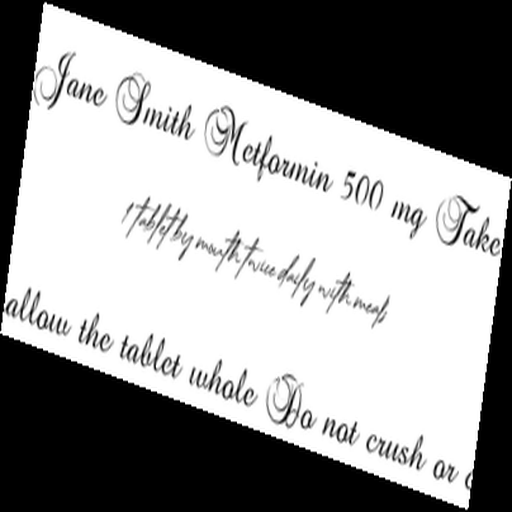 Jane Smith Metformin 500 mg Take
1 tablet by mouth twice daily with meals
allow the tablet whole Do not crush or